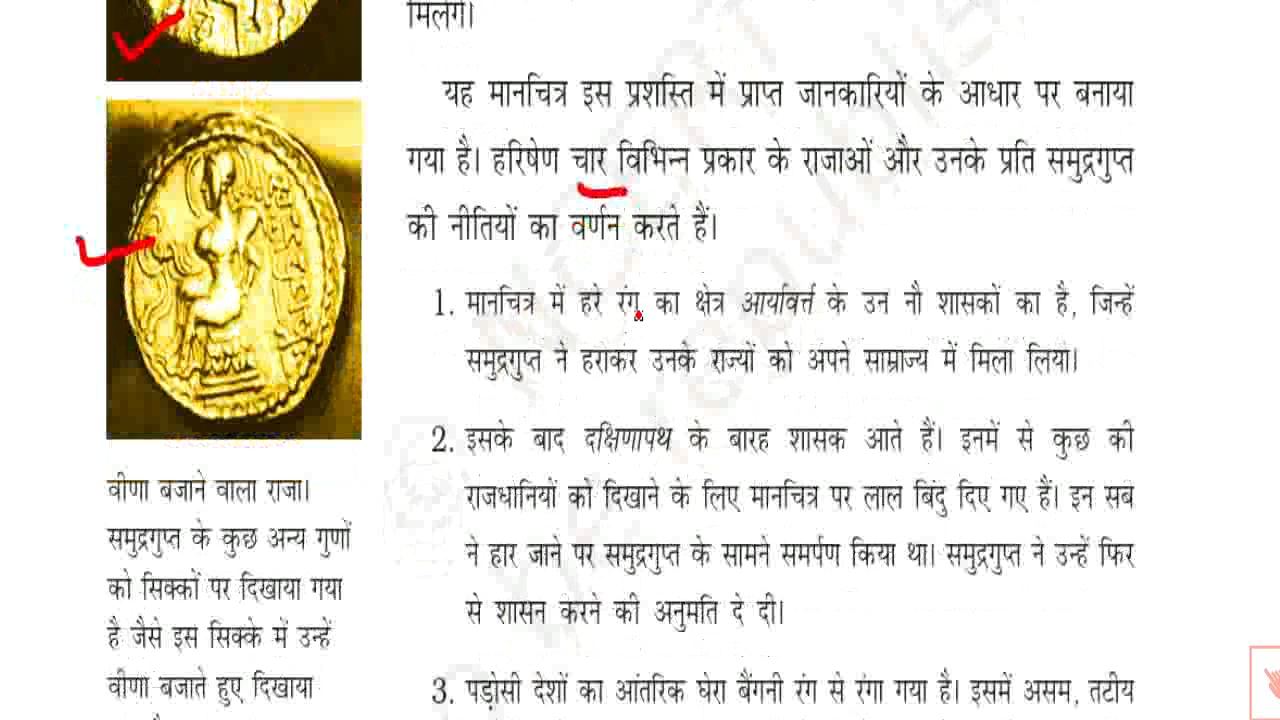 मिलेंगे।
यह मानचित्र इस प्रशस्ति में प्राप्त जानकारियों के आधार पर बनाया
गया है। हरिषेण चार विभिन्न प्रकार के राजाओं और उनके प्रति समुद्रगुप्त
की नीतियों का वर्णन करते हैं।
1. मानचित्र में हरे रंग का क्षेत्र आर्यावर्त्त के उन नौ शासकों का है, जिन्हें
समुद्रगुप्त ने हराकर उनके राज्यों को अपने साम्राज्य में मिला लिया।
2. इसके बाद दक्षिणापथ के बारह शासक आते हैं। इनमें से कुछ की
राजधानियों को दिखाने के लिए मानचित्र पर लाल बिंदु दिए गए हैं। इन सब
ने हार जाने पर समुद्रगुप्त के सामने समर्पण किया था। समुद्रगुप्त ने उन्हें फिर
से शासन करने की अनुमति दे दी।
3. पड़ोसी देशों का आंतरिक घेरा बैंगनी रंग से रंगा गया है। इसमें असम, तटीय
वीणा बजाने वाला राजा।
समुद्रगुप्त के कुछ अन्य गुणों
को सिक्कों पर दिखाया गया
है जैसे इस सिक्के में उन्हें
वीणा बजाते हुए दिखाया